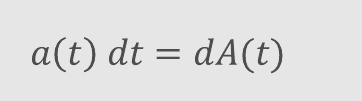 a(t) dt = dA(t)